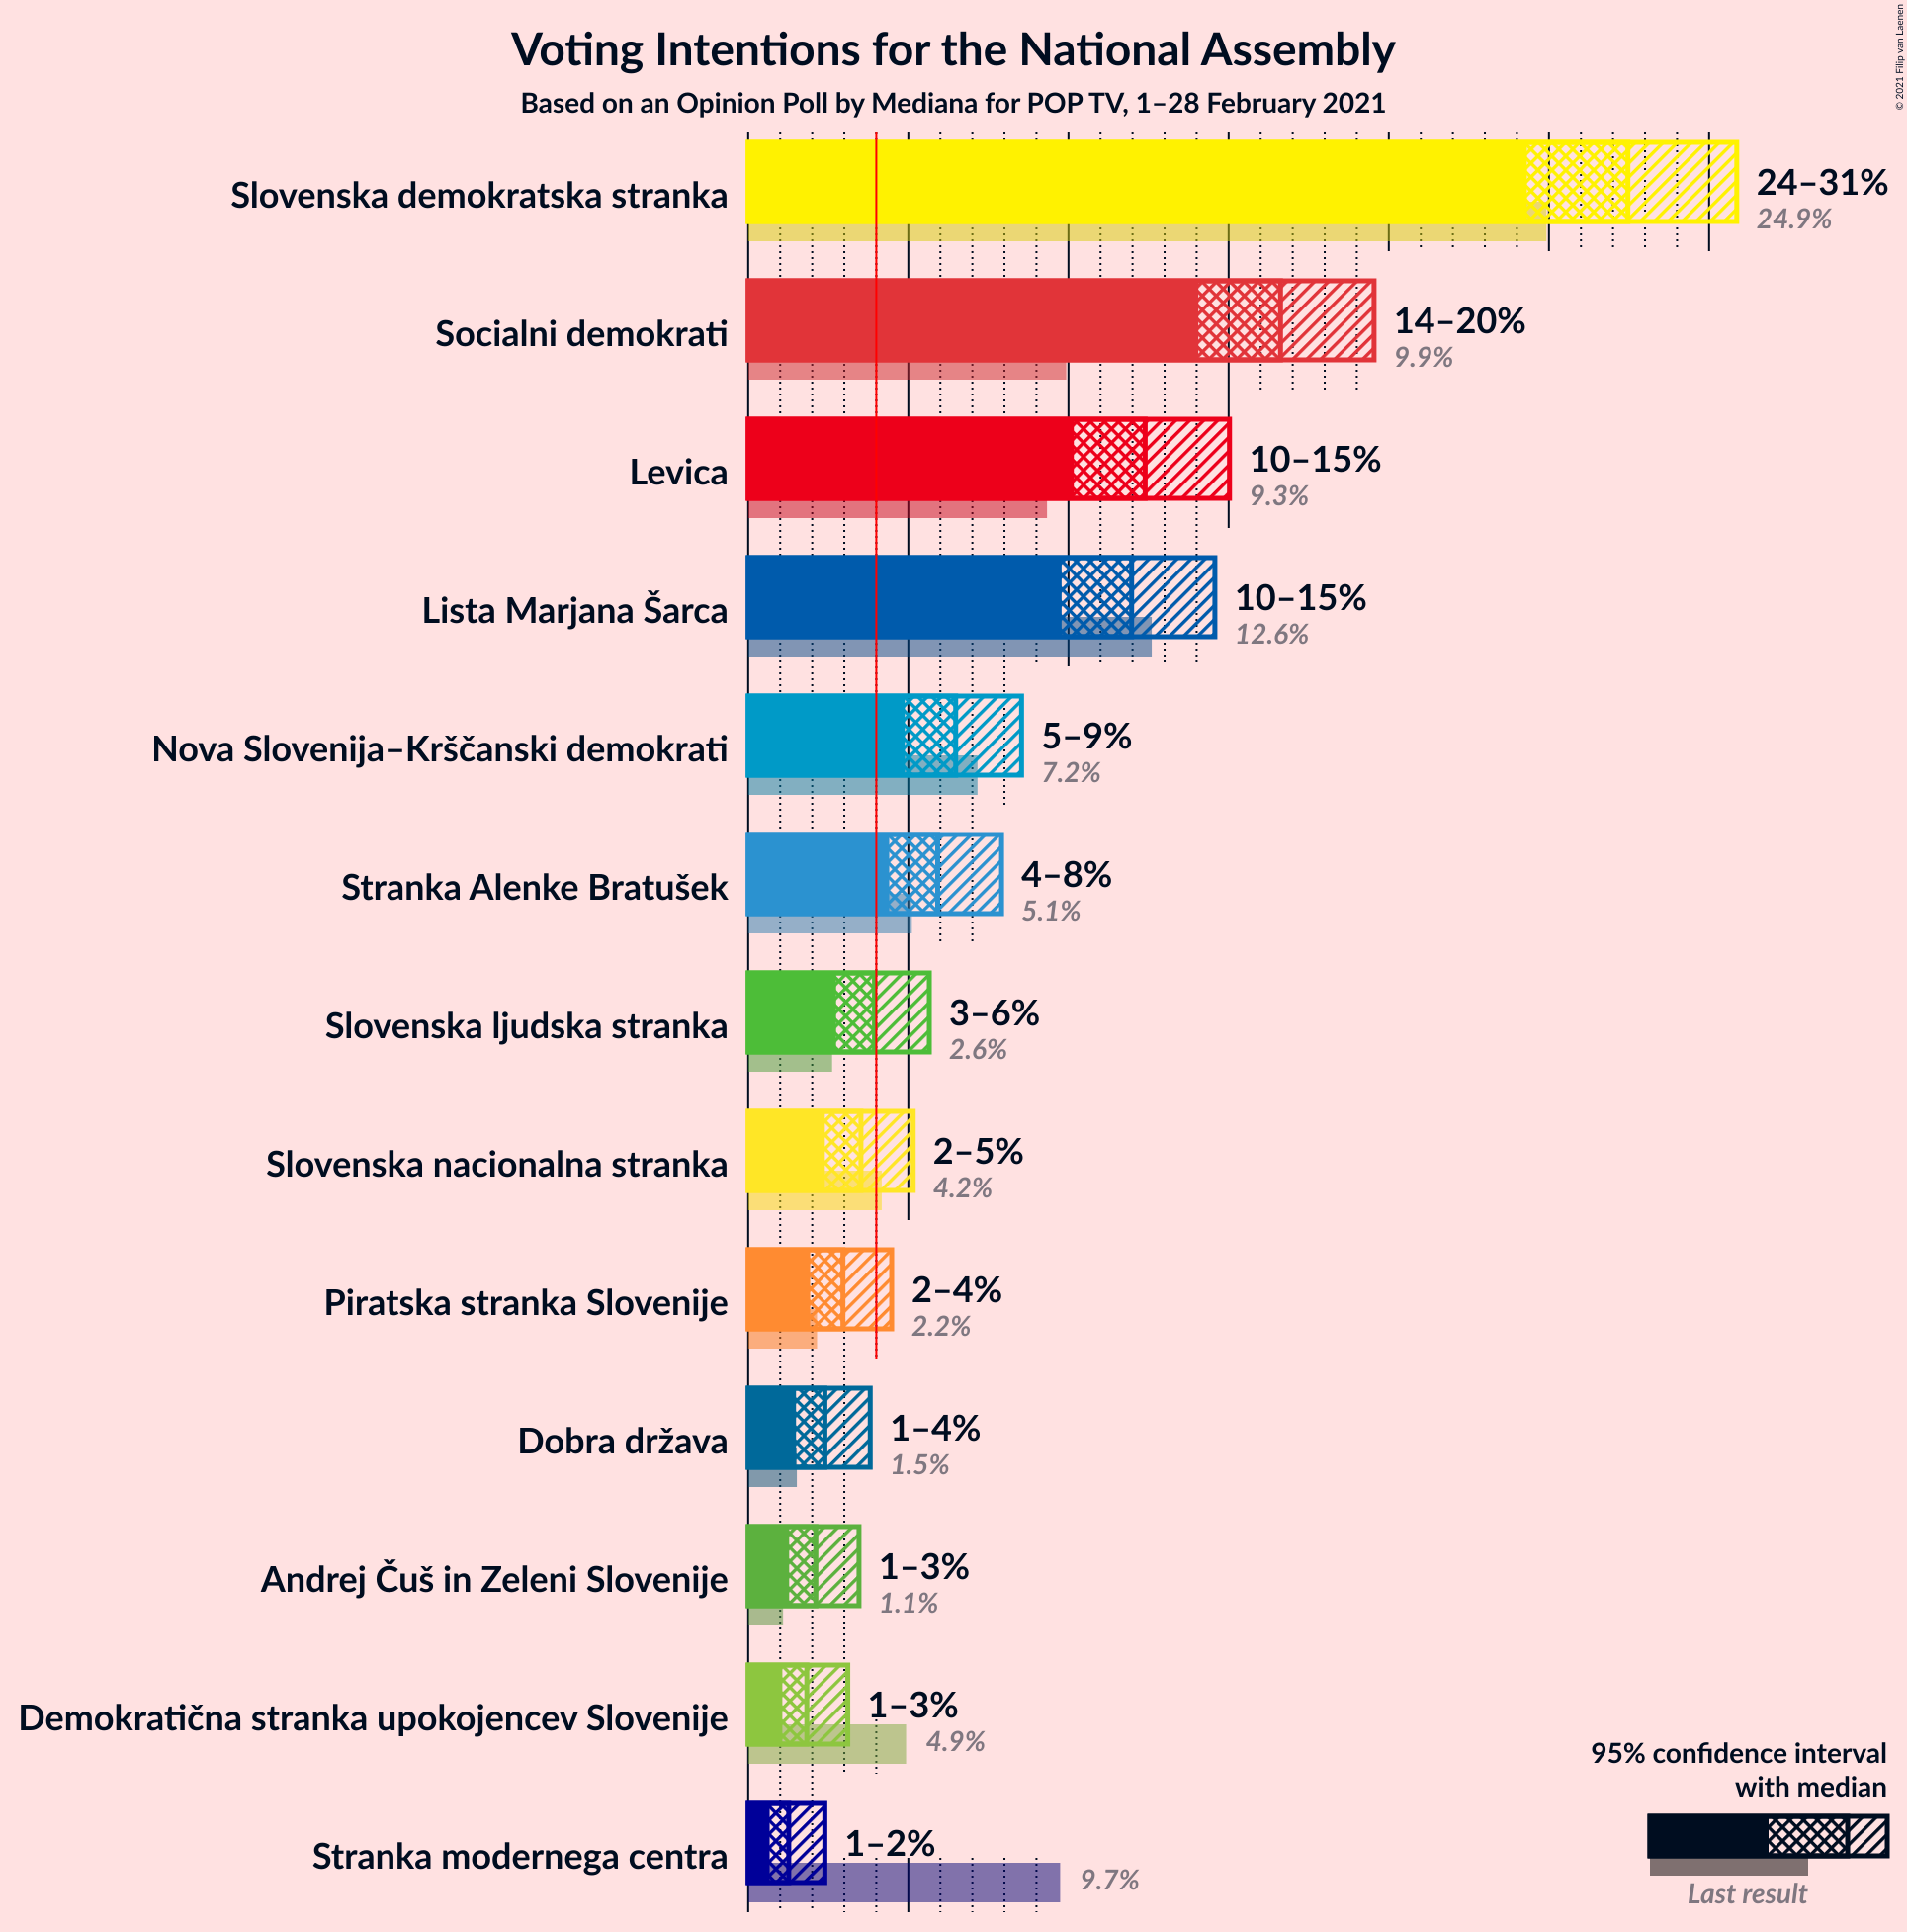 Voting Intentions for the National Assembly
Based on an Opinion Poll by Mediana for POP TV, 1–28 February 2021
© 2021 Filip van Laenen
Slovenska demokratska stranka
24–31%
24.9%
Socialni demokrati
14–20%
9.9%
Levica
10–15%
9.3%
Lista Marjana Šarca
10–15%
12.6%
Nova Slovenija–Krščanski demokrati
5–9%
7.2%
Stranka Alenke Bratušek
4–8%
5.1%
Slovenska ljudska stranka
3–6%
2.6%
Slovenska nacionalna stranka
2–5%
4.2%
Piratska stranka Slovenije
2–4%
2.2%
Dobra država
1–4%
1.5%
Andrej Čuš in Zeleni Slovenije
1–3%
1.1%
Demokratična stranka upokojencev Slovenije
1–3%
4.9%
Stranka modernega centra
1–2%
9.7%
95% confidence interval
with median
Last result